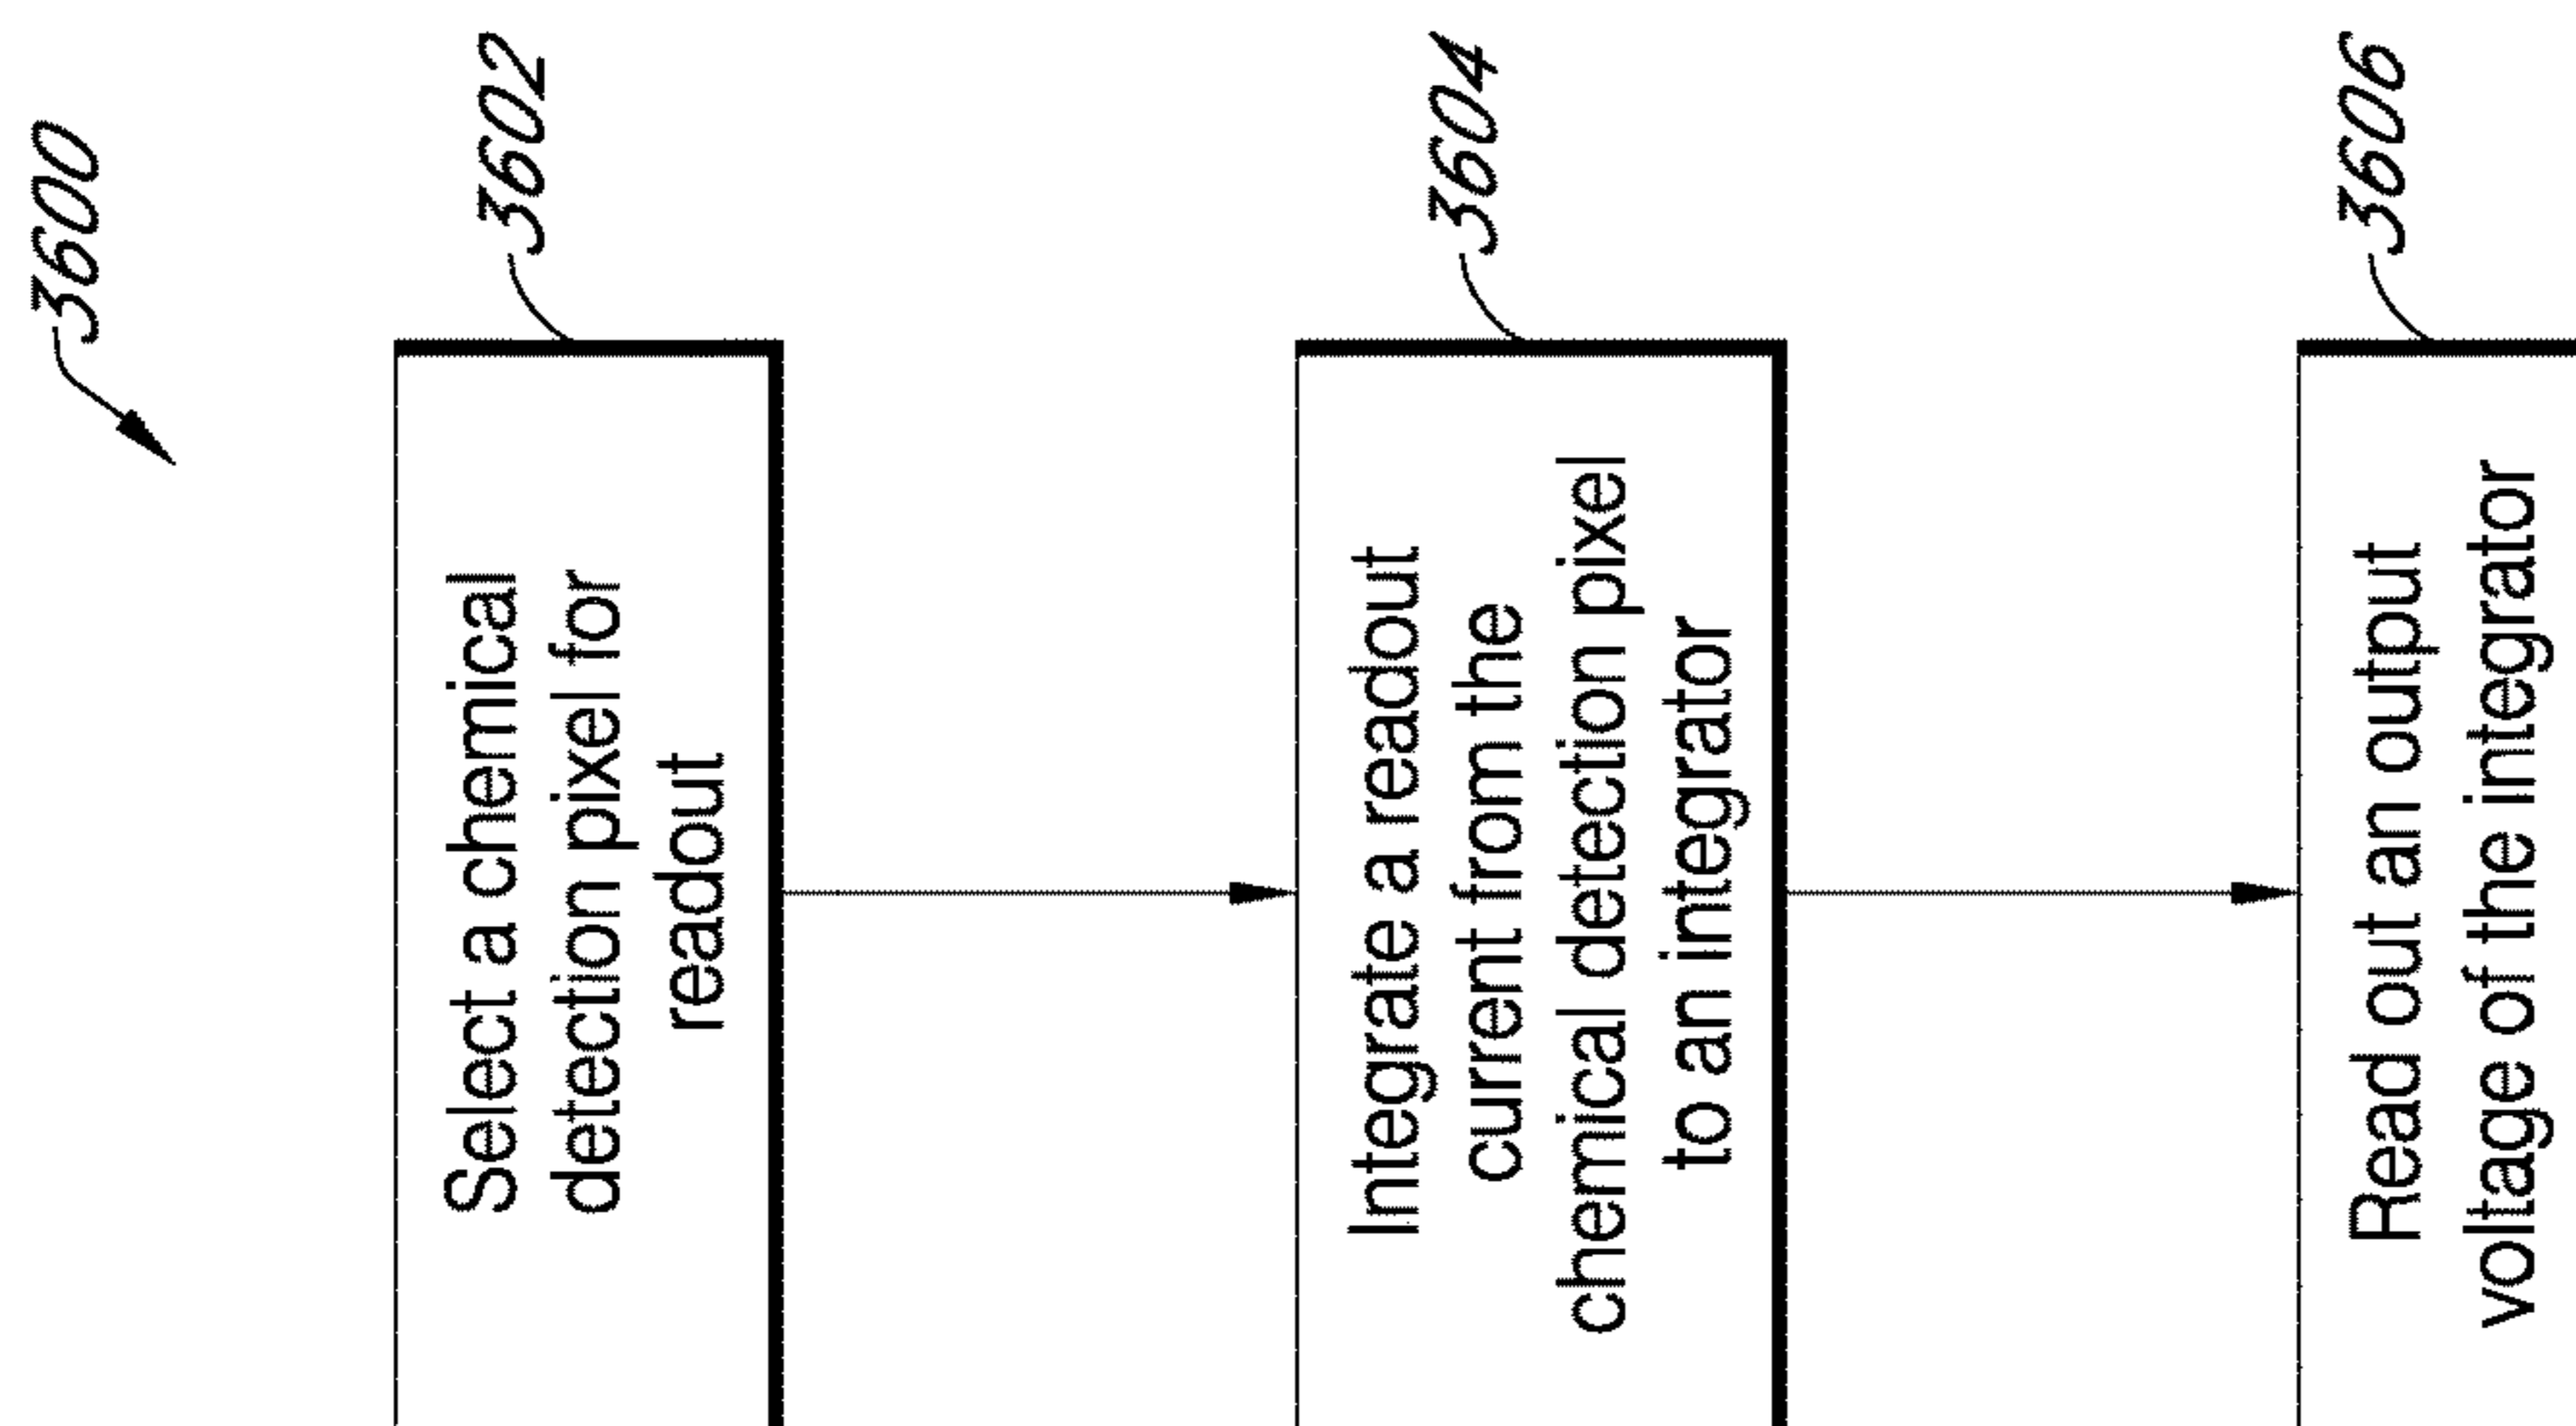 3600
3602
Select a chemical
detection pixel for
readout
3604
Integrate a readout
current from the
chemical detection pixel
to an integrator
3606
Read out an output
voltage of the integrator